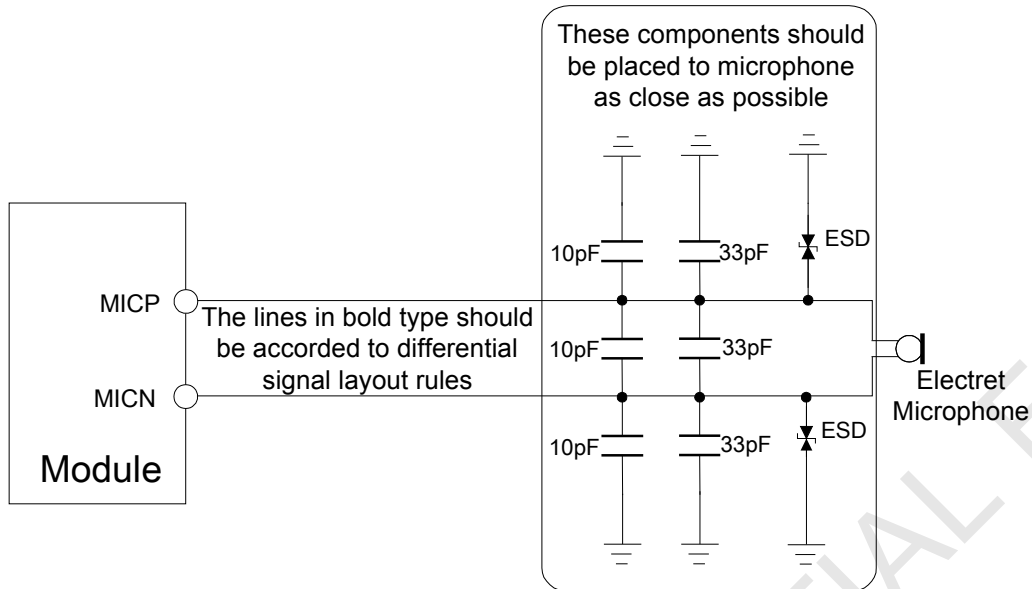 These components should
be placed to microphone
as close as possible
10pF
33pF
ESD
MICP
The lines in bold type should
be accorded to differential
signal layout rules
10pF
33pF
MICN
Electret
Microphone
10pF
33pF
ESD
Module